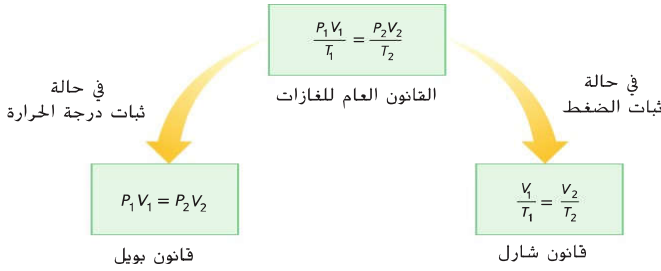 P₁V₁/T₁ = P₂V₂/T₂
القانون العام للغازات
في حالة
ثبات الضغط
في حالة
ثبات درجة الحرارة
V₁/T₁ = V₂/T₂
قانون شارل
P₁V₁ = P₂V₂
قانون بويل